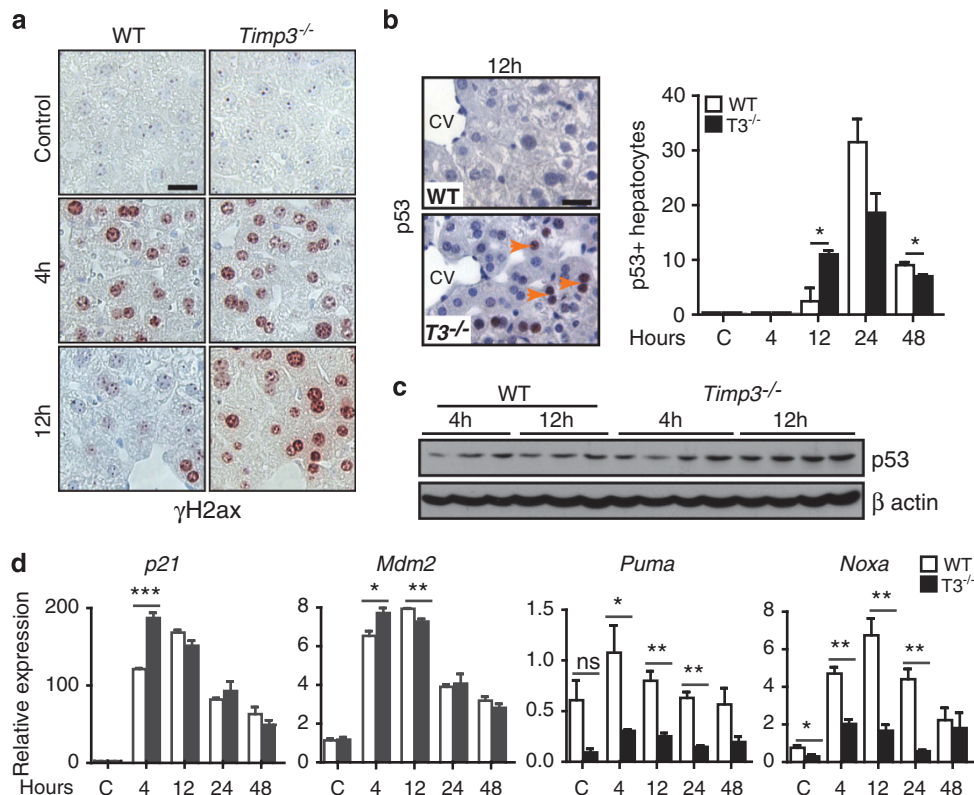 a
WT
Timp3-/-
Control
4h
12h
γH2ax
b
12h
p53
CV
WT
CV
T3-/-
p53+ hepatocytes
40
30
20
10
0
WT
T3-/-
*
*
Hours
C
12
24
48
c
WT
Timp3-/-
4h
12h
4h
12h
p53
β actin
d
Relative expression
p21
200
100
0
***
Hours
C
4
12
24
48
Mdm2
8
6
4
2
0
*
**
C
4
12
24
48
Puma
1.5
1.0
0.5
0.0
ns
*
**
**
C
4
12
24
48
Noxa
8
6
4
2
0
*
**
**
**
C
4
12
24
48
WT
T3-/-